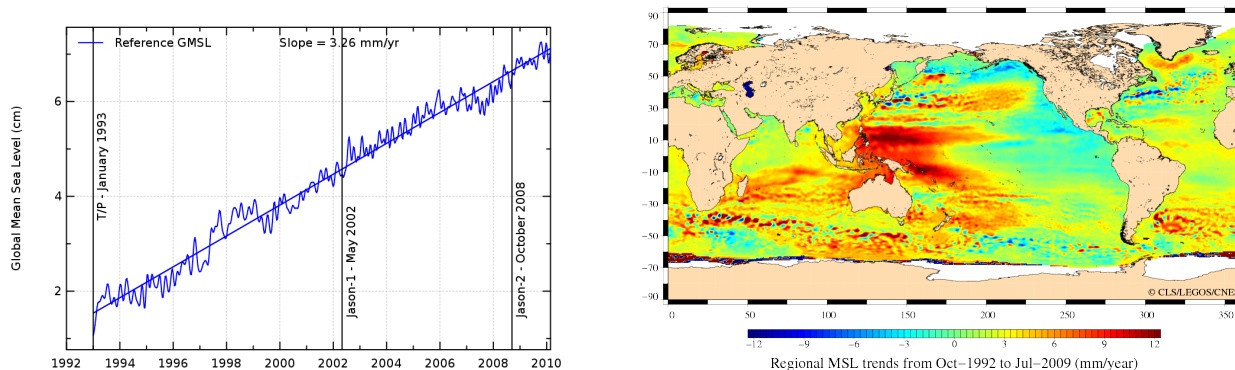 Reference GMSL
Slope = 3.26 mm/yr
Global Mean Sea Level (cm)
6
4
2
T/P - January 1993
Jason-1 - May 2002
Jason-2 - October 2008
1992 1994 1996 1998 2000 2002 2004 2006 2008 2010
90
70
50
30
10
−10
−30
−50
−70
−90
© CLS/LEGOS/CNE
0 50 100 150 200 250 300 350
−12 −9 −6 −3 0 3 6 9 12
Regional MSL trends from Oct−1992 to Jul−2009 (mm/year)